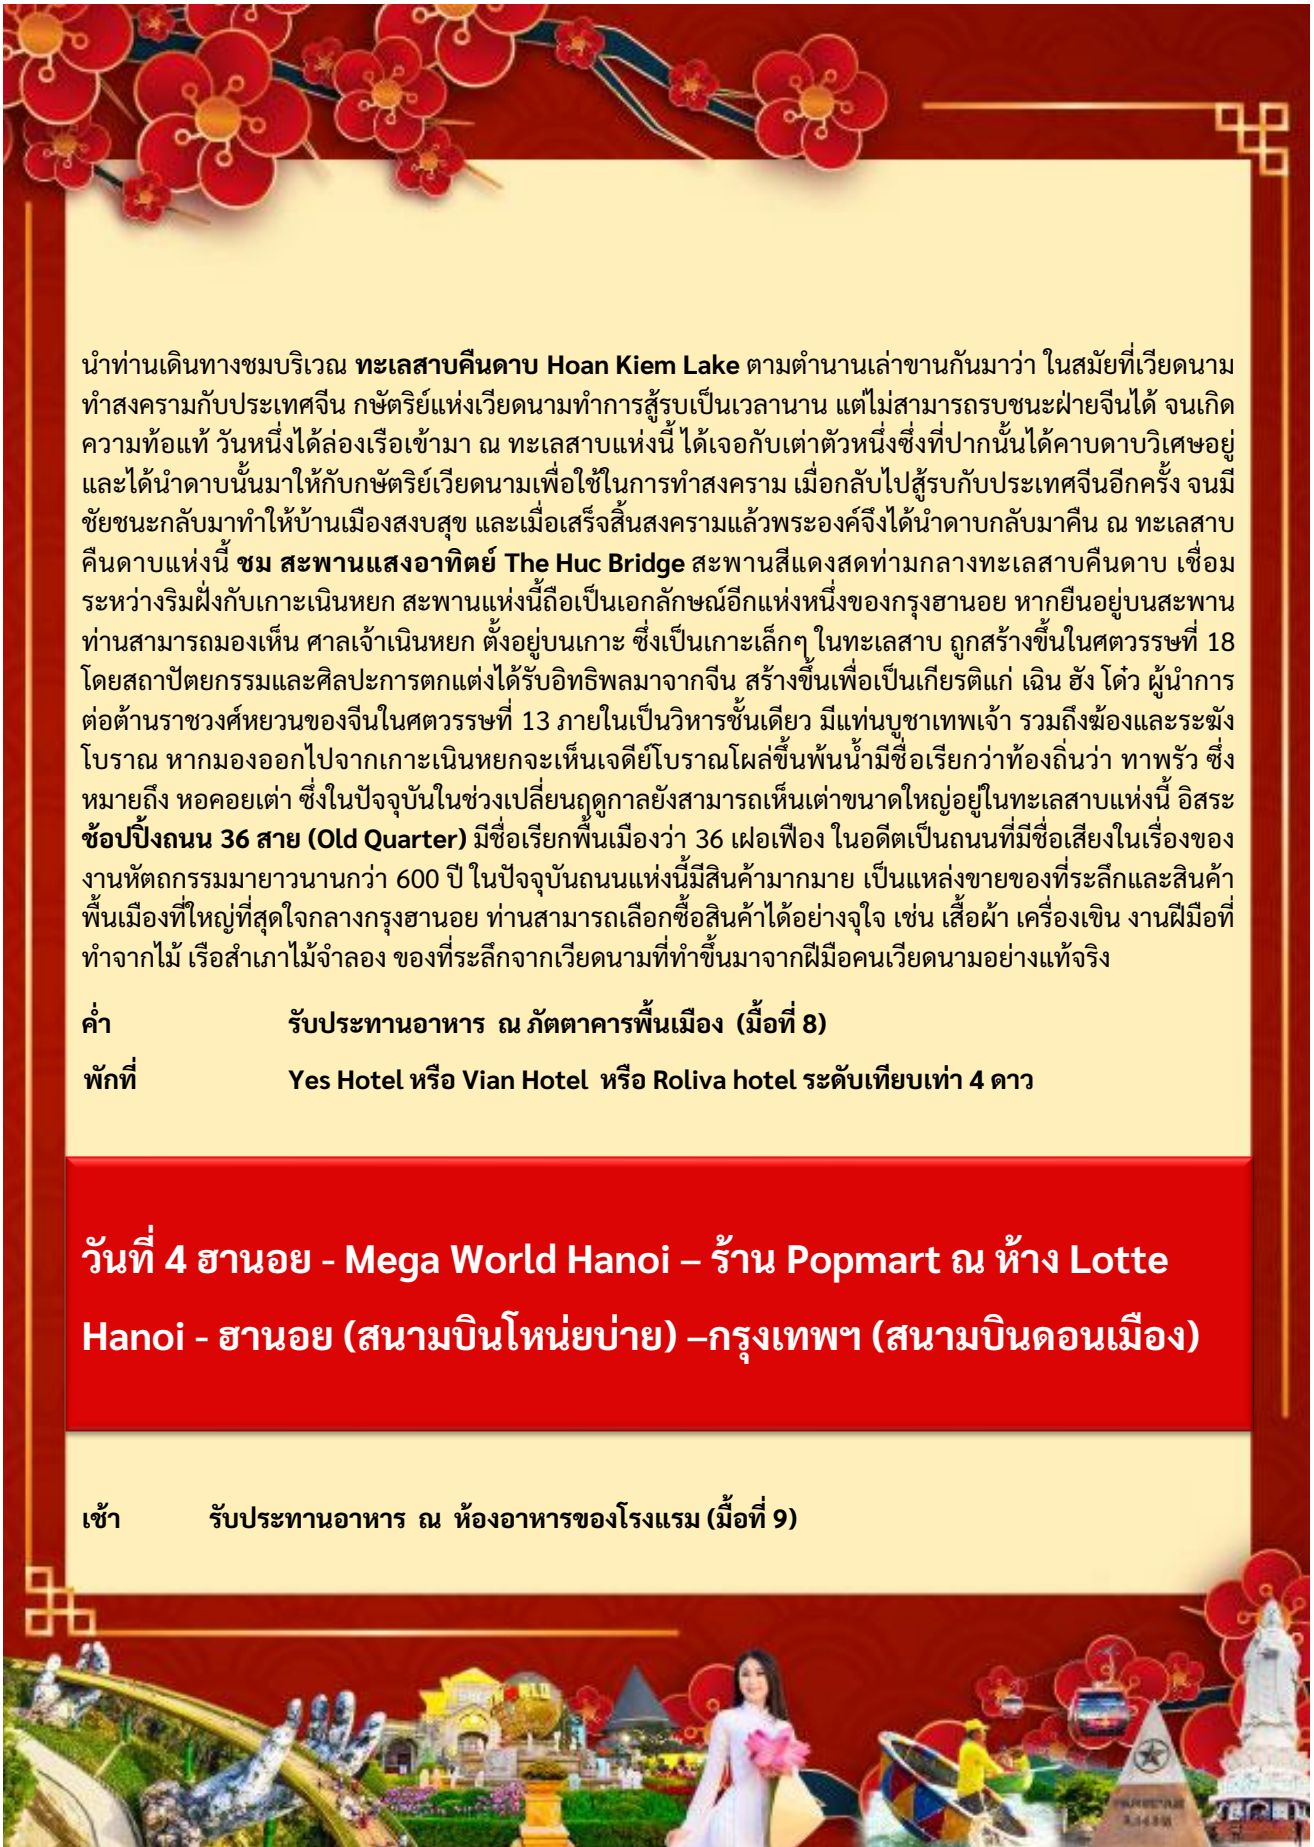 นำท่านเดินทางชมบริเวณ ทะเลสาบคืนดาบ Hoan Kiem Lake ตามตำนานเล่าขานกันมาว่า ในสมัยที่เวียดนาม
ทำสงครามกับประเทศจีน กษัตริย์แห่งเวียดนามทำการสู้รบเป็นเวลานาน แต่ไม่สามารถรบชนะฝ่ายจีนได้ จนเกิด
ความท้อแท้ วันหนึ่งได้ล่องเรือเข้ามา ณ ทะเลสาบแห่งนี้ ได้เจอกับเต่าตัวหนึ่งซึ่งที่ปากนั้นได้คาบดาบวิเศษอยู่
และได้นำดาบนั้นมาให้กับกษัตริย์เวียดนามเพื่อใช้ในการทำสงคราม เมื่อกลับไปสู้รบกับประเทศจีนอีกครั้ง จนมี
ชัยชนะกลับมาทำให้บ้านเมืองสงบสุข และเมื่อเสร็จสิ้นสงครามแล้วพระองค์จึงได้นำดาบกลับมาคืน ณ ทะเลสาบ
คืนดาบแห่งนี้ ชม สะพานแสงอาทิตย์ The Huc Bridge สะพานสีแดงสดท่ามกลางทะเลสาบคืนดาบ เชื่อม
ระหว่างริมฝั่งกับเกาะเนินหยก สะพานแห่งนี้ถือเป็นเอกลักษณ์อีกแห่งหนึ่งของกรุงฮานอย หากยืนอยู่บนสะพาน
ท่านสามารถมองเห็น ศาลเจ้าเนินหยก ตั้งอยู่บนเกาะ ซึ่งเป็นเกาะเล็กๆ ในทะเลสาบ ถูกสร้างขึ้นในศตวรรษที่ 18
โดยสถาปัตยกรรมและศิลปะการตกแต่งได้รับอิทธิพลมาจากจีน สร้างขึ้นเพื่อเป็นเกียรติแก่ เฉิน ฮัง โด๋ว ผู้นำการ
ต่อต้านราชวงศ์หยวนของจีนในศตวรรษที่ 13 ภายในเป็นวิหารชั้นเดียว มีแท่นบูชาเทพเจ้า รวมถึงฆ้องและระฆัง
โบราณ หากมองออกไปจากเกาะเนินหยกจะเห็นเจดีย์โบราณโผล่ขึ้นพ้นน้ำมีชื่อเรียกว่าท้องถิ่นว่า ทาพรัว ซึ่ง
หมายถึง หอคอยเต่า ซึ่งในปัจจุบันในช่วงเปลี่ยนฤดูกาลยังสามารถเห็นเต่าขนาดใหญ่อยู่ในทะเลสาบแห่งนี้ อิสระ
ช้อปปิ้งถนน 36 สาย (Old Quarter) มีชื่อเรียกพื้นเมืองว่า 36 เฝอเฟือง ในอดีตเป็นถนนที่มีชื่อเสียงในเรื่องของ
งานหัตถกรรมมายาวนานกว่า 600 ปี ในปัจจุบันถนนแห่งนี้มีสินค้ามากมาย เป็นแหล่งขายของที่ระลึกและสินค้า
พื้นเมืองที่ใหญ่ที่สุดใจกลางกรุงฮานอย ท่านสามารถเลือกซื้อสินค้าได้อย่างจุใจ เช่น เสื้อผ้า เครื่องเขิน งานฝีมือที่
ทำจากไม้ เรือสำเภาไม้จำลอง ของที่ระลึกจากเวียดนามที่ทำขึ้นมาจากฝีมือคนเวียดนามอย่างแท้จริง
ค่ำ รับประทานอาหาร ณ ภัตตาคารพื้นเมือง (มื้อที่ 8)
พักที่ Yes Hotel หรือ Vian Hotel หรือ Roliva hotel ระดับเทียบเท่า 4 ดาว
วันที่ 4 ฮานอย - Mega World Hanoi – ร้าน Popmart ณ ห้าง Lotte
Hanoi - ฮานอย (สนามบินโหน่ยบ่าย) –กรุงเทพฯ (สนามบินดอนเมือง)
เช้า รับประทานอาหาร ณ ห้องอาหารของโรงแรม (มื้อที่ 9)